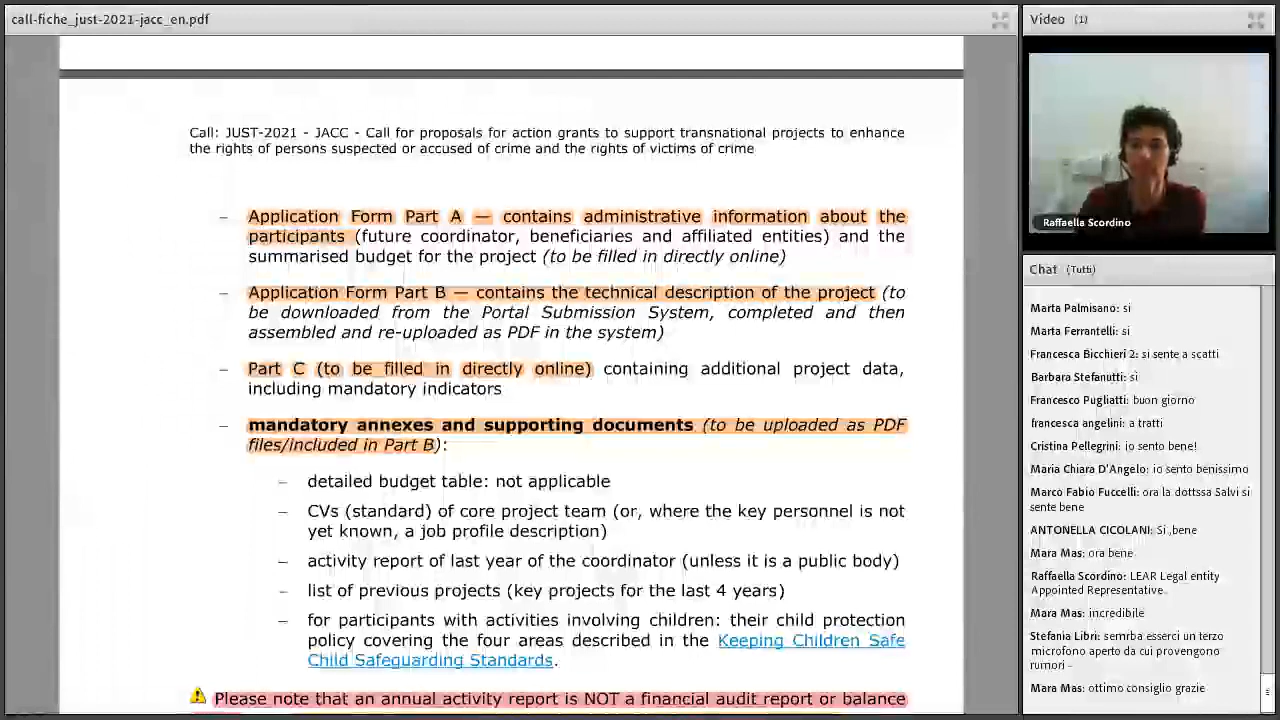 call-fiche_just-2021-jacc_en.pdf
Call: JUST-2021 - JACC - Call for proposals for action grants to support transnational projects to enhance
the rights of persons suspected or accused of crime and the rights of victims of crime
– Application Form Part A — contains administrative information about the
participants (future coordinator, beneficiaries and affiliated entities) and the
summarised budget for the project (to be filled in directly online)
– Application Form Part B — contains the technical description of the project (to
be downloaded from the Portal Submission System, completed and then
assembled and re-uploaded as PDF in the system)
– Part C (to be filled in directly online) containing additional project data,
including mandatory indicators
– mandatory annexes and supporting documents (to be uploaded as PDF
files/included in Part B):
– detailed budget table: not applicable
– CVs (standard) of core project team (or, where the key personnel is not
yet known, a job profile description)
– activity report of last year of the coordinator (unless it is a public body)
– list of previous projects (key projects for the last 4 years)
– for participants with activities involving children: their child protection
policy covering the four areas described in the Keeping Children Safe
Child Safeguarding Standards.
Please note that an annual activity report is NOT a financial audit report or balance
Video (1)
Raffaella Scordino
Chat (Tutti)
Marta Palmisano: si
Marta Ferrantelli: si
Francesca Bicchieri 2: si sente a scatti
Barbara Stefanutti: sì
Francesco Pugliatti: buon giorno
francesca angelini: a tratti
Cristina Pellegrini: io sento bene!
Maria Chiara D'Angelo: io sento benissimo
Marco Fabio Fuccelli: ora la dottssa Salvi si
sente bene
ANTONELLA CICOLANI: Si ,bene
Mara Mas: ora bene
Raffaella Scordino: LEAR Legal entity
Appointed Representative.
Mara Mas: incredibile
Stefania Libri: semrba esserci un terzo
microfono aperto da cui provengono
rumori -
Mara Mas: ottimo consiglio grazie